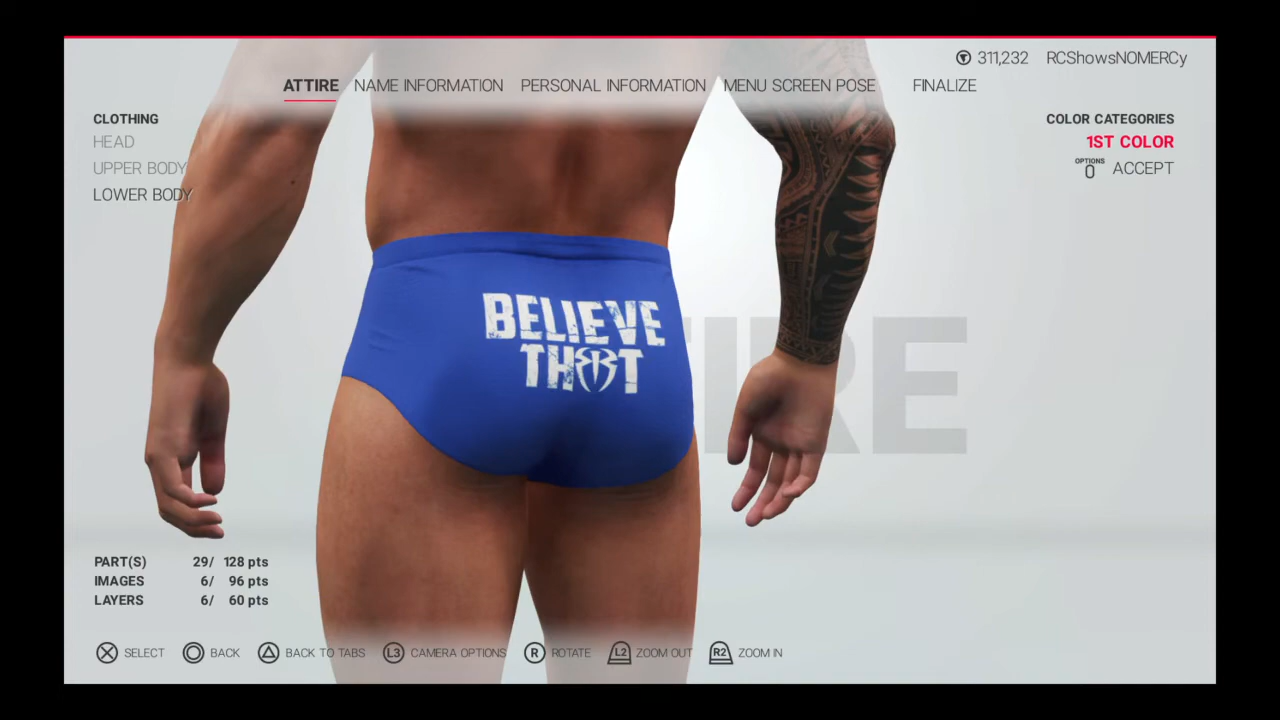 311,232 RCShowsNOMERCy
ATTIRE NAME INFORMATION PERSONAL INFORMATION MENU SCREEN POSE FINALIZE
CLOTHING
HEAD
UPPER BODY
LOWER BODY
COLOR CATEGORIES
1ST COLOR
OPTIONS ACCEPT
BELIEVE
THAT
TIRE
PART(S) 29/ 128 pts
IMAGES 6/ 96 pts
LAYERS 6/ 60 pts
SELECT BACK BACK TO TABS L3 CAMERA OPTIONS R ROTATE L2 ZOOM OUT R2 ZOOM IN